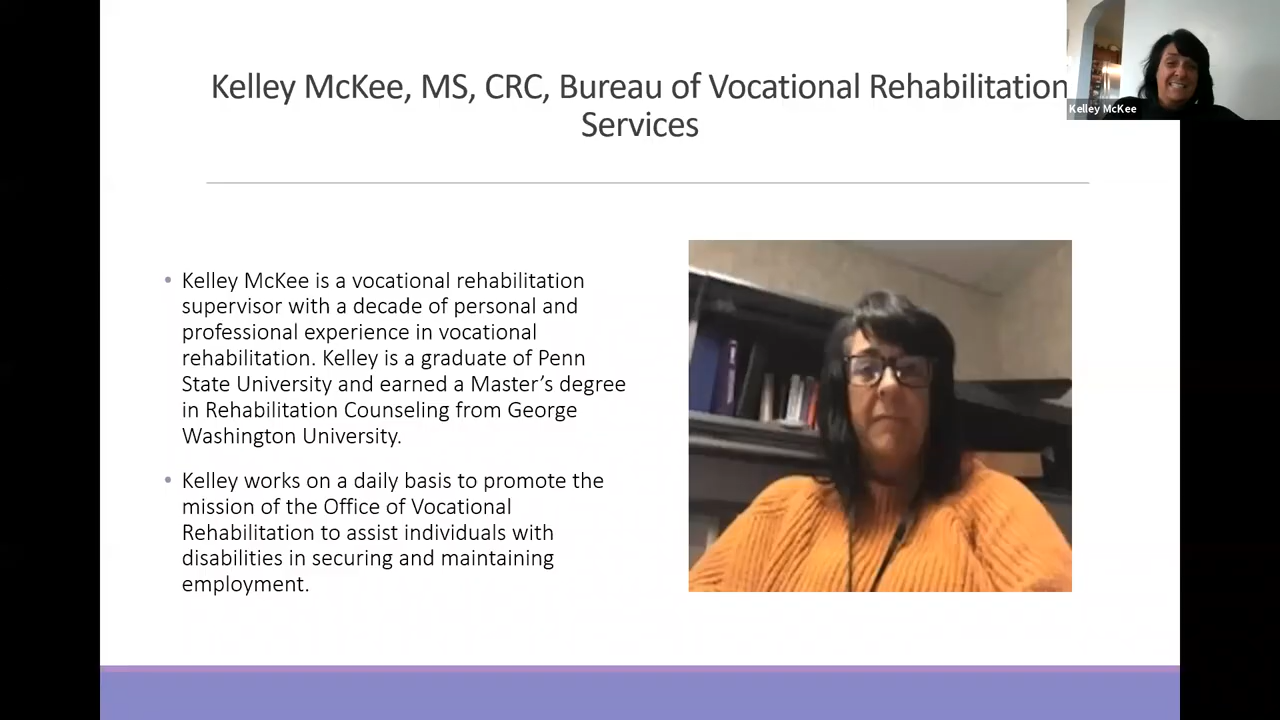 Kelley McKee, MS, CRC, Bureau of Vocational Rehabilitation
Services
Kelley McKee
• Kelley McKee is a vocational rehabilitation
supervisor with a decade of personal and
professional experience in vocational
rehabilitation. Kelley is a graduate of Penn
State University and earned a Master’s degree
in Rehabilitation Counseling from George
Washington University.
• Kelley works on a daily basis to promote the
mission of the Office of Vocational
Rehabilitation to assist individuals with
disabilities in securing and maintaining
employment.